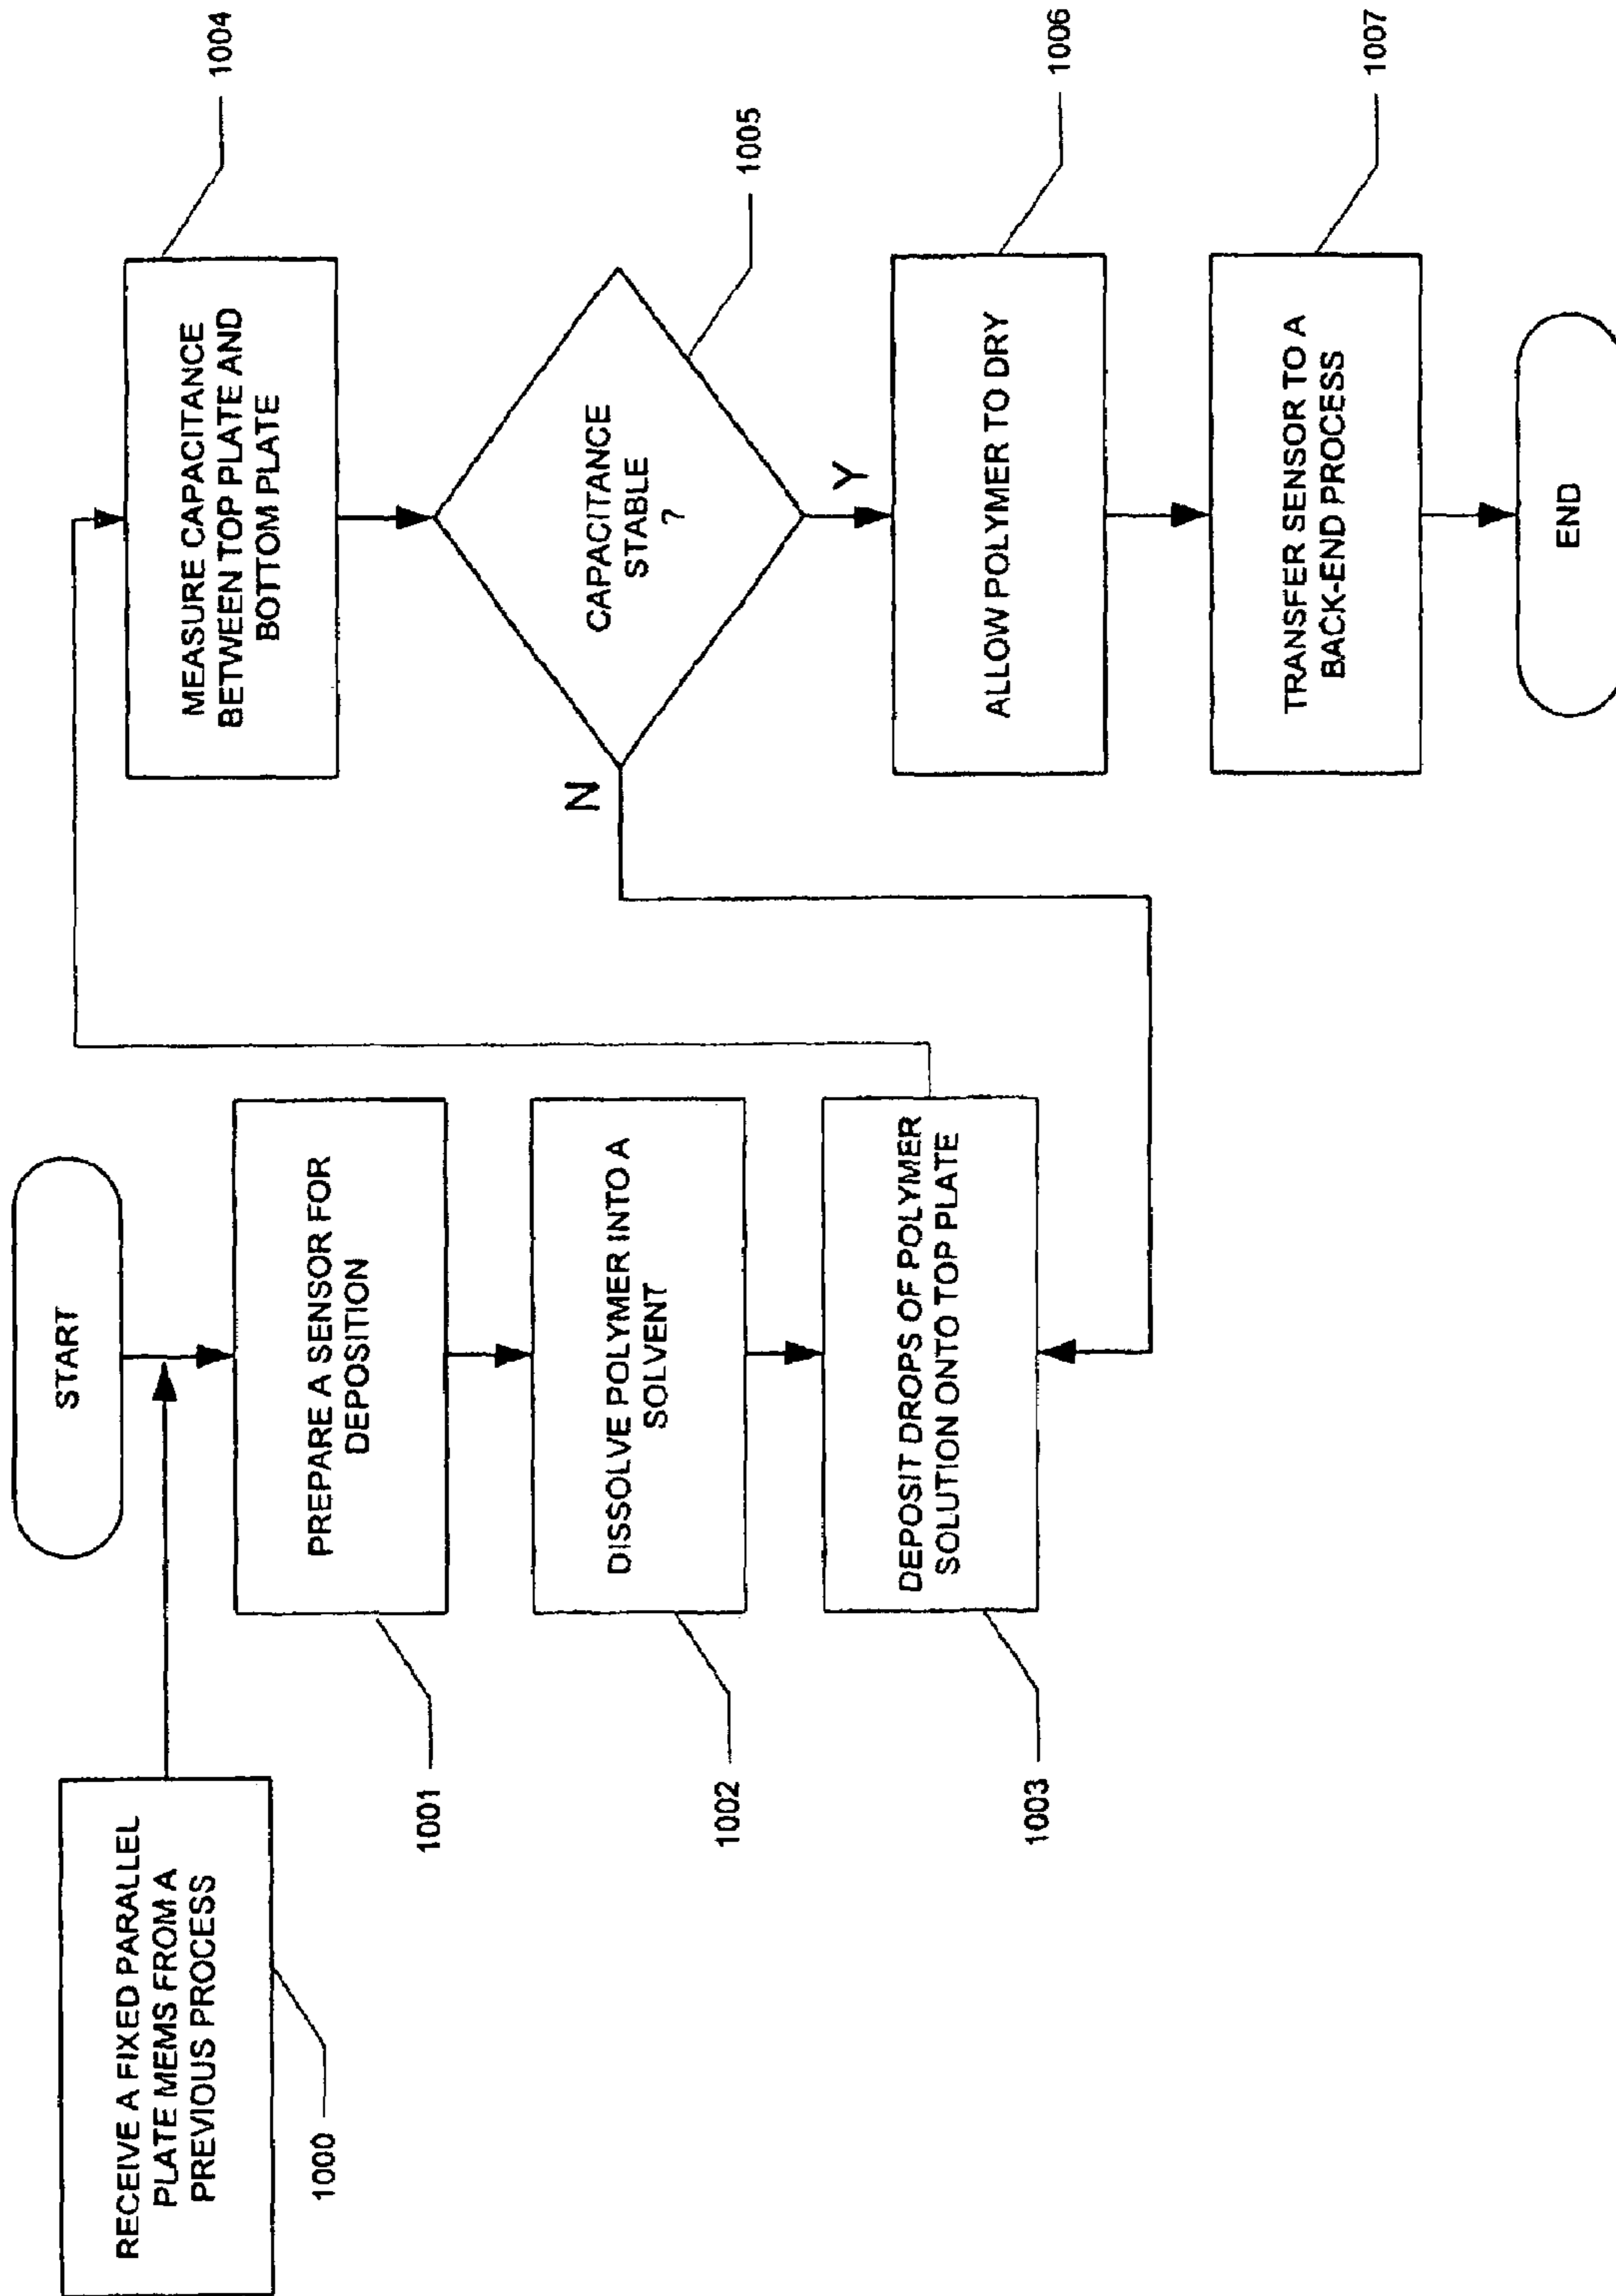 RECEIVE A FIXED PARALLEL
PLATE MEMS FROM A
PREVIOUS PROCESS
1000
START
PREPARE A SENSOR FOR
DEPOSITION
1001
DISSOLVE POLYMER INTO A
SOLVENT
1002
DEPOSIT DROPS OF POLYMER
SOLUTION ONTO TOP PLATE
1003
MEASURE CAPACITANCE
BETWEEN TOP PLATE AND
BOTTOM PLATE
1004
CAPACITANCE
STABLE
?
1005
N
Y
ALLOW POLYMER TO DRY
1006
TRANSFER SENSOR TO A
BACK-END PROCESS
1007
END